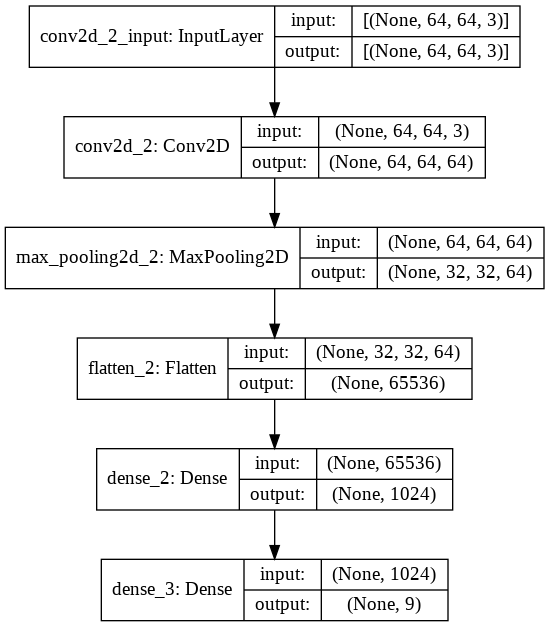 conv2d_2_input: InputLayer
input: [(None, 64, 64, 3)]
output: [(None, 64, 64, 3)]
conv2d_2: Conv2D
input: (None, 64, 64, 3)
output: (None, 64, 64, 64)
max_pooling2d_2: MaxPooling2D
input: (None, 64, 64, 64)
output: (None, 32, 32, 64)
flatten_2: Flatten
input: (None, 32, 32, 64)
output: (None, 65536)
dense_2: Dense
input: (None, 65536)
output: (None, 1024)
dense_3: Dense
input: (None, 1024)
output: (None, 9)